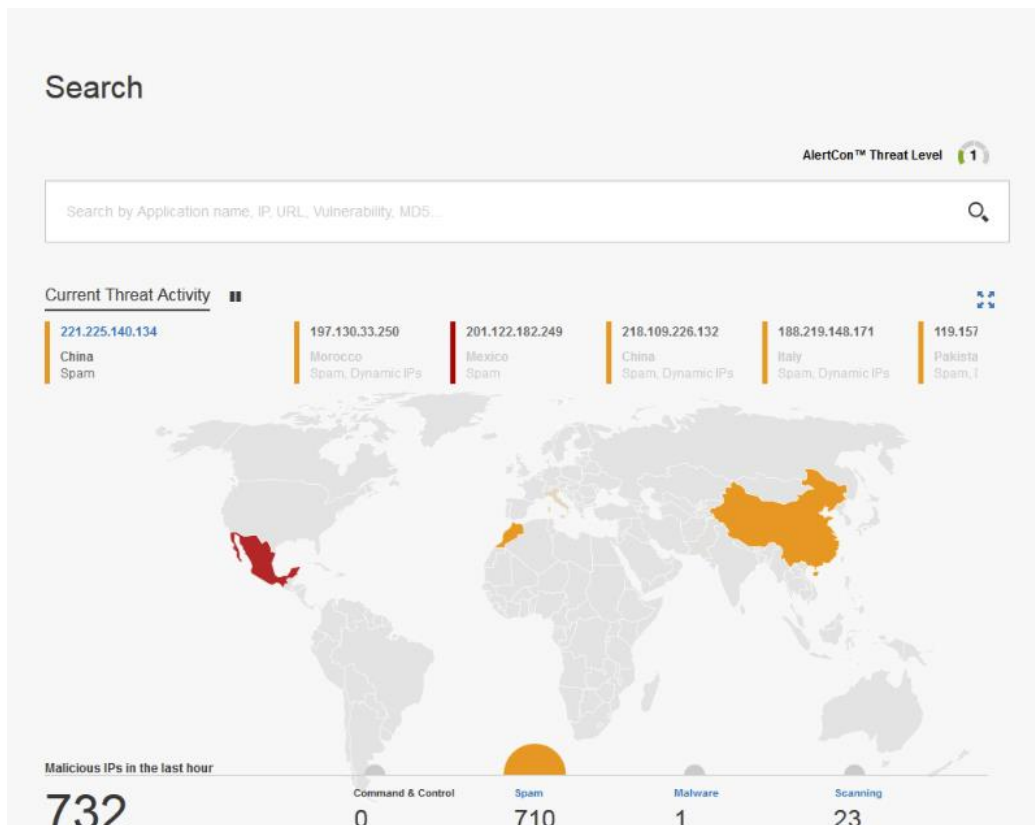 Search
AlertCon™ Threat Level 1
Search by Application name, IP, URL, Vulnerability, MD5...
Current Threat Activity
221.225.140.134
China
Spam
197.130.33.250
Morocco
Spam, Dynamic IPs
201.122.182.249
Mexico
Spam
218.109.226.132
China
Spam, Dynamic IPs
188.219.148.171
Italy
Spam, Dynamic IPs
119.157
Pakista
Spam, [
Malicious IPs in the last hour
732
Command & Control
0
Spam
710
Malware
1
Scanning
23